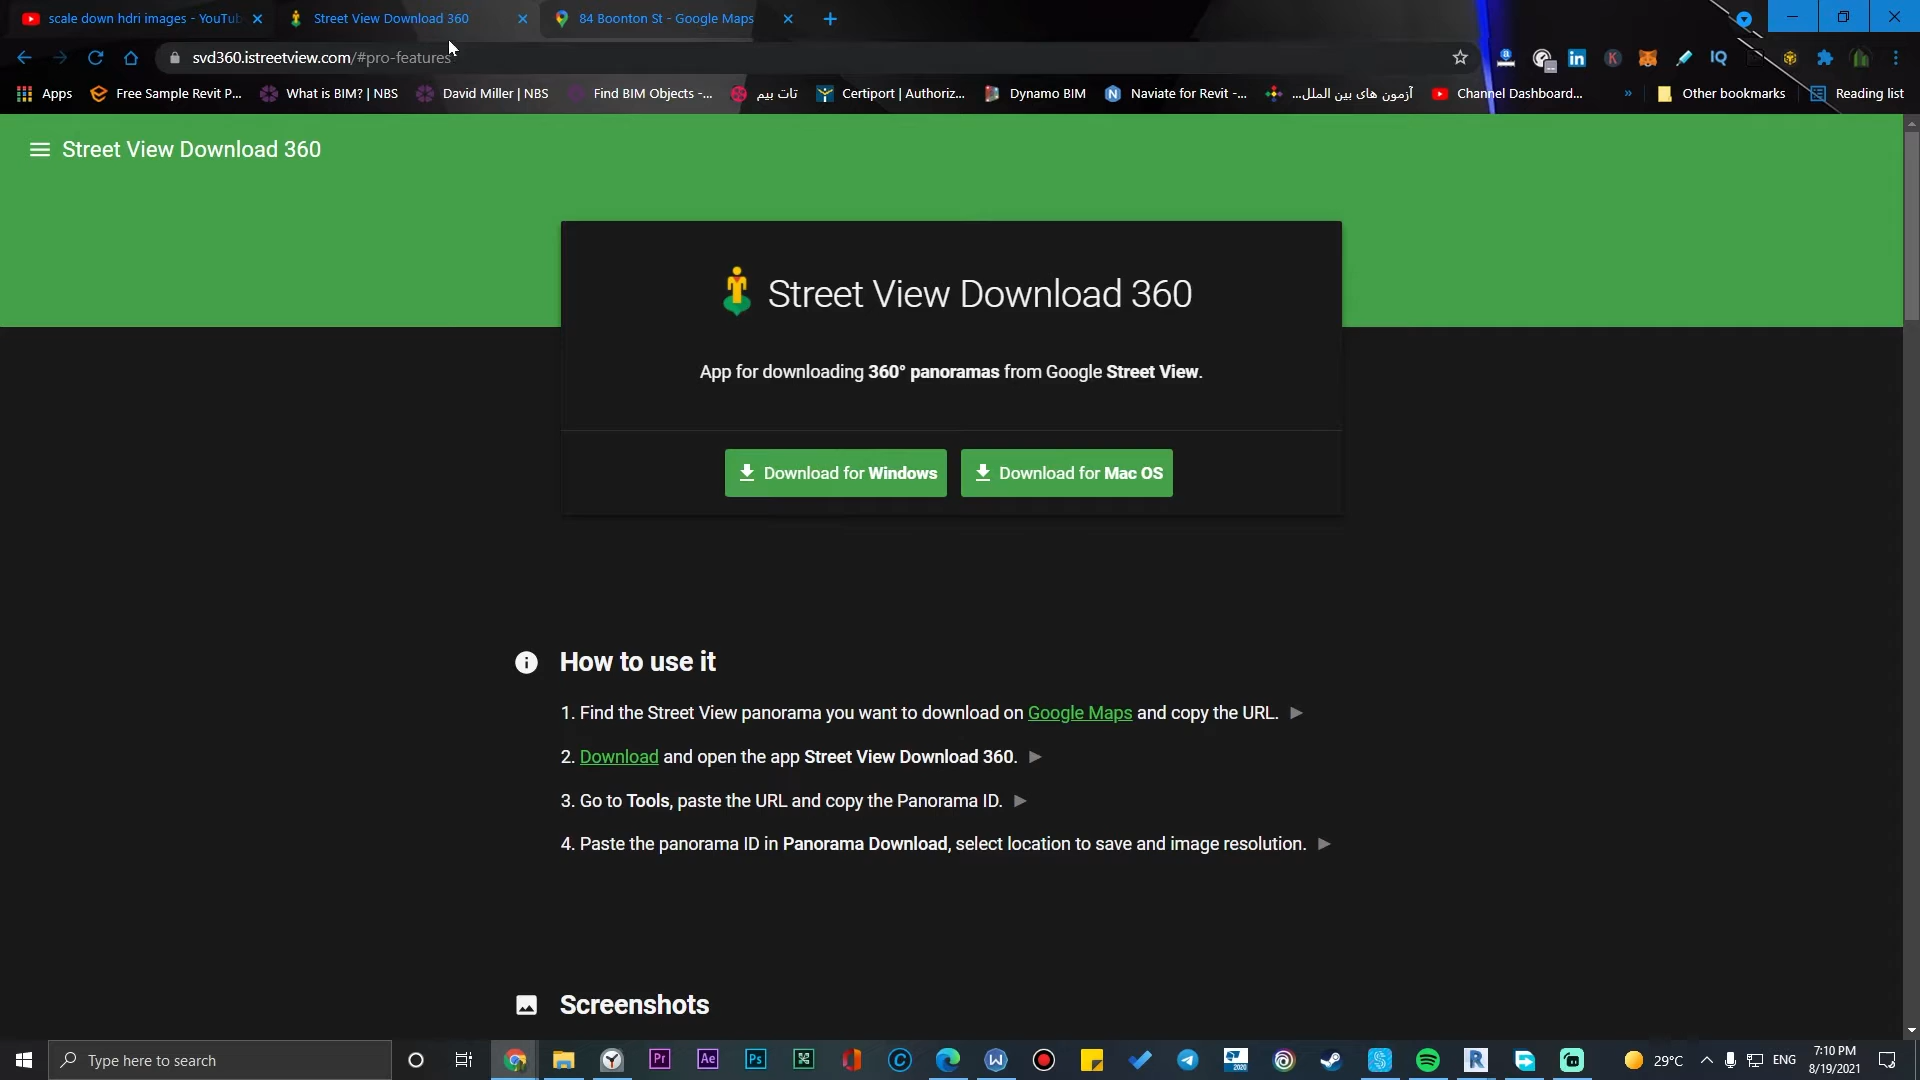 scale down hdri images - YouTub
Street View Download 360
84 Boonton St - Google Maps
svd360.istreetview.com/#pro-features
Apps
Free Sample Revit P...
What is BIM? | NBS
David Miller | NBS
Find BIM Objects -...
تات بیم
Certiport | Authoriz...
Dynamo BIM
Naviate for Revit -...
آزمون های بین الملل...
Channel Dashboard...
»
Other bookmarks
Reading list
Street View Download 360
Street View Download 360
App for downloading 360° panoramas from Google Street View.
Download for Windows
Download for Mac OS
How to use it
1. Find the Street View panorama you want to download on Google Maps and copy the URL.
2. Download and open the app Street View Download 360.
3. Go to Tools, paste the URL and copy the Panorama ID.
4. Paste the panorama ID in Panorama Download, select location to save and image resolution.
Screenshots
Type here to search
Pr
Ae
Ps
29°C
ENG
7:10 PM
8/19/2021